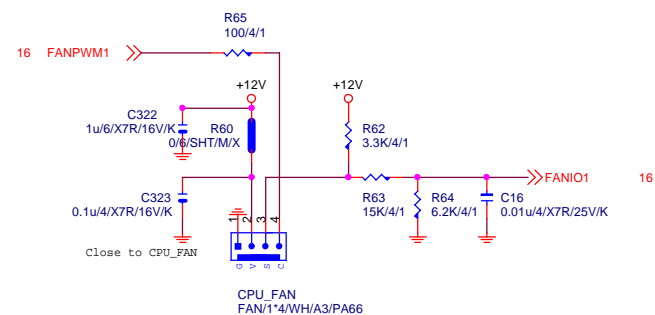 R65
100/4/1
16 FANPWM1
+12V
+12V
C322
1u/6/X7R/16V/K
R60
0/6/SHT/M/X
R62
3.3K/4/1
FANIO1 16
C323
0.1u/4/X7R/16V/K
R63
15K/4/1
R64
6.2K/4/1
C16
0.01u/4/X7R/25V/K
1 2 3 4
Close to CPU_FAN
G V S C
CPU_FAN
FAN/1*4/WH/A3/PA66